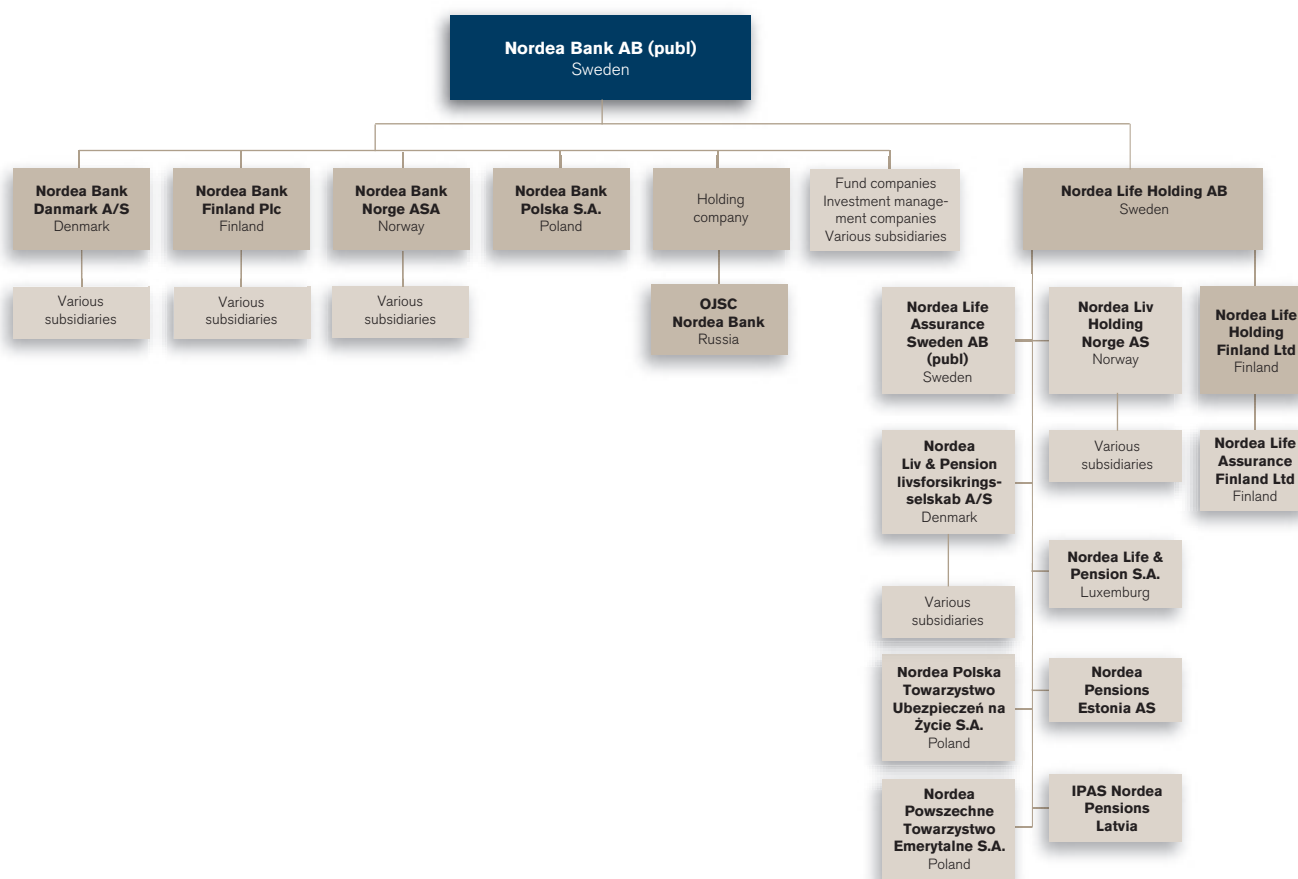 Nordea Bank AB (publ)
Sweden
Nordea Bank
Danmark A/S
Denmark
Nordea Bank
Finland Plc
Finland
Nordea Bank
Norge ASA
Norway
Nordea Bank
Polska S.A.
Poland
Holding
company
Fund companies
Investment manage-
ment companies
Various subsidiaries
Nordea Life Holding AB
Sweden
Various
subsidiaries
Various
subsidiaries
Various
subsidiaries
OJSC
Nordea Bank
Russia
Nordea Life
Assurance
Sweden AB
(publ)
Sweden
Nordea Liv
Holding
Norge AS
Norway
Nordea Life
Holding
Finland Ltd
Finland
Nordea
Liv & Pension
livsforsikrings-
selskab A/S
Denmark
Various
subsidiaries
Nordea Life
Assurance
Finland Ltd
Finland
Nordea Life &
Pension S.A.
Luxemburg
Various
subsidiaries
Nordea Polska
Towarzystwo
Ubezpieczeń na
Życie S.A.
Poland
Nordea
Pensions
Estonia AS
Nordea
Powszechne
Towarzystwo
Emerytalne S.A.
Poland
IPAS Nordea
Pensions
Latvia